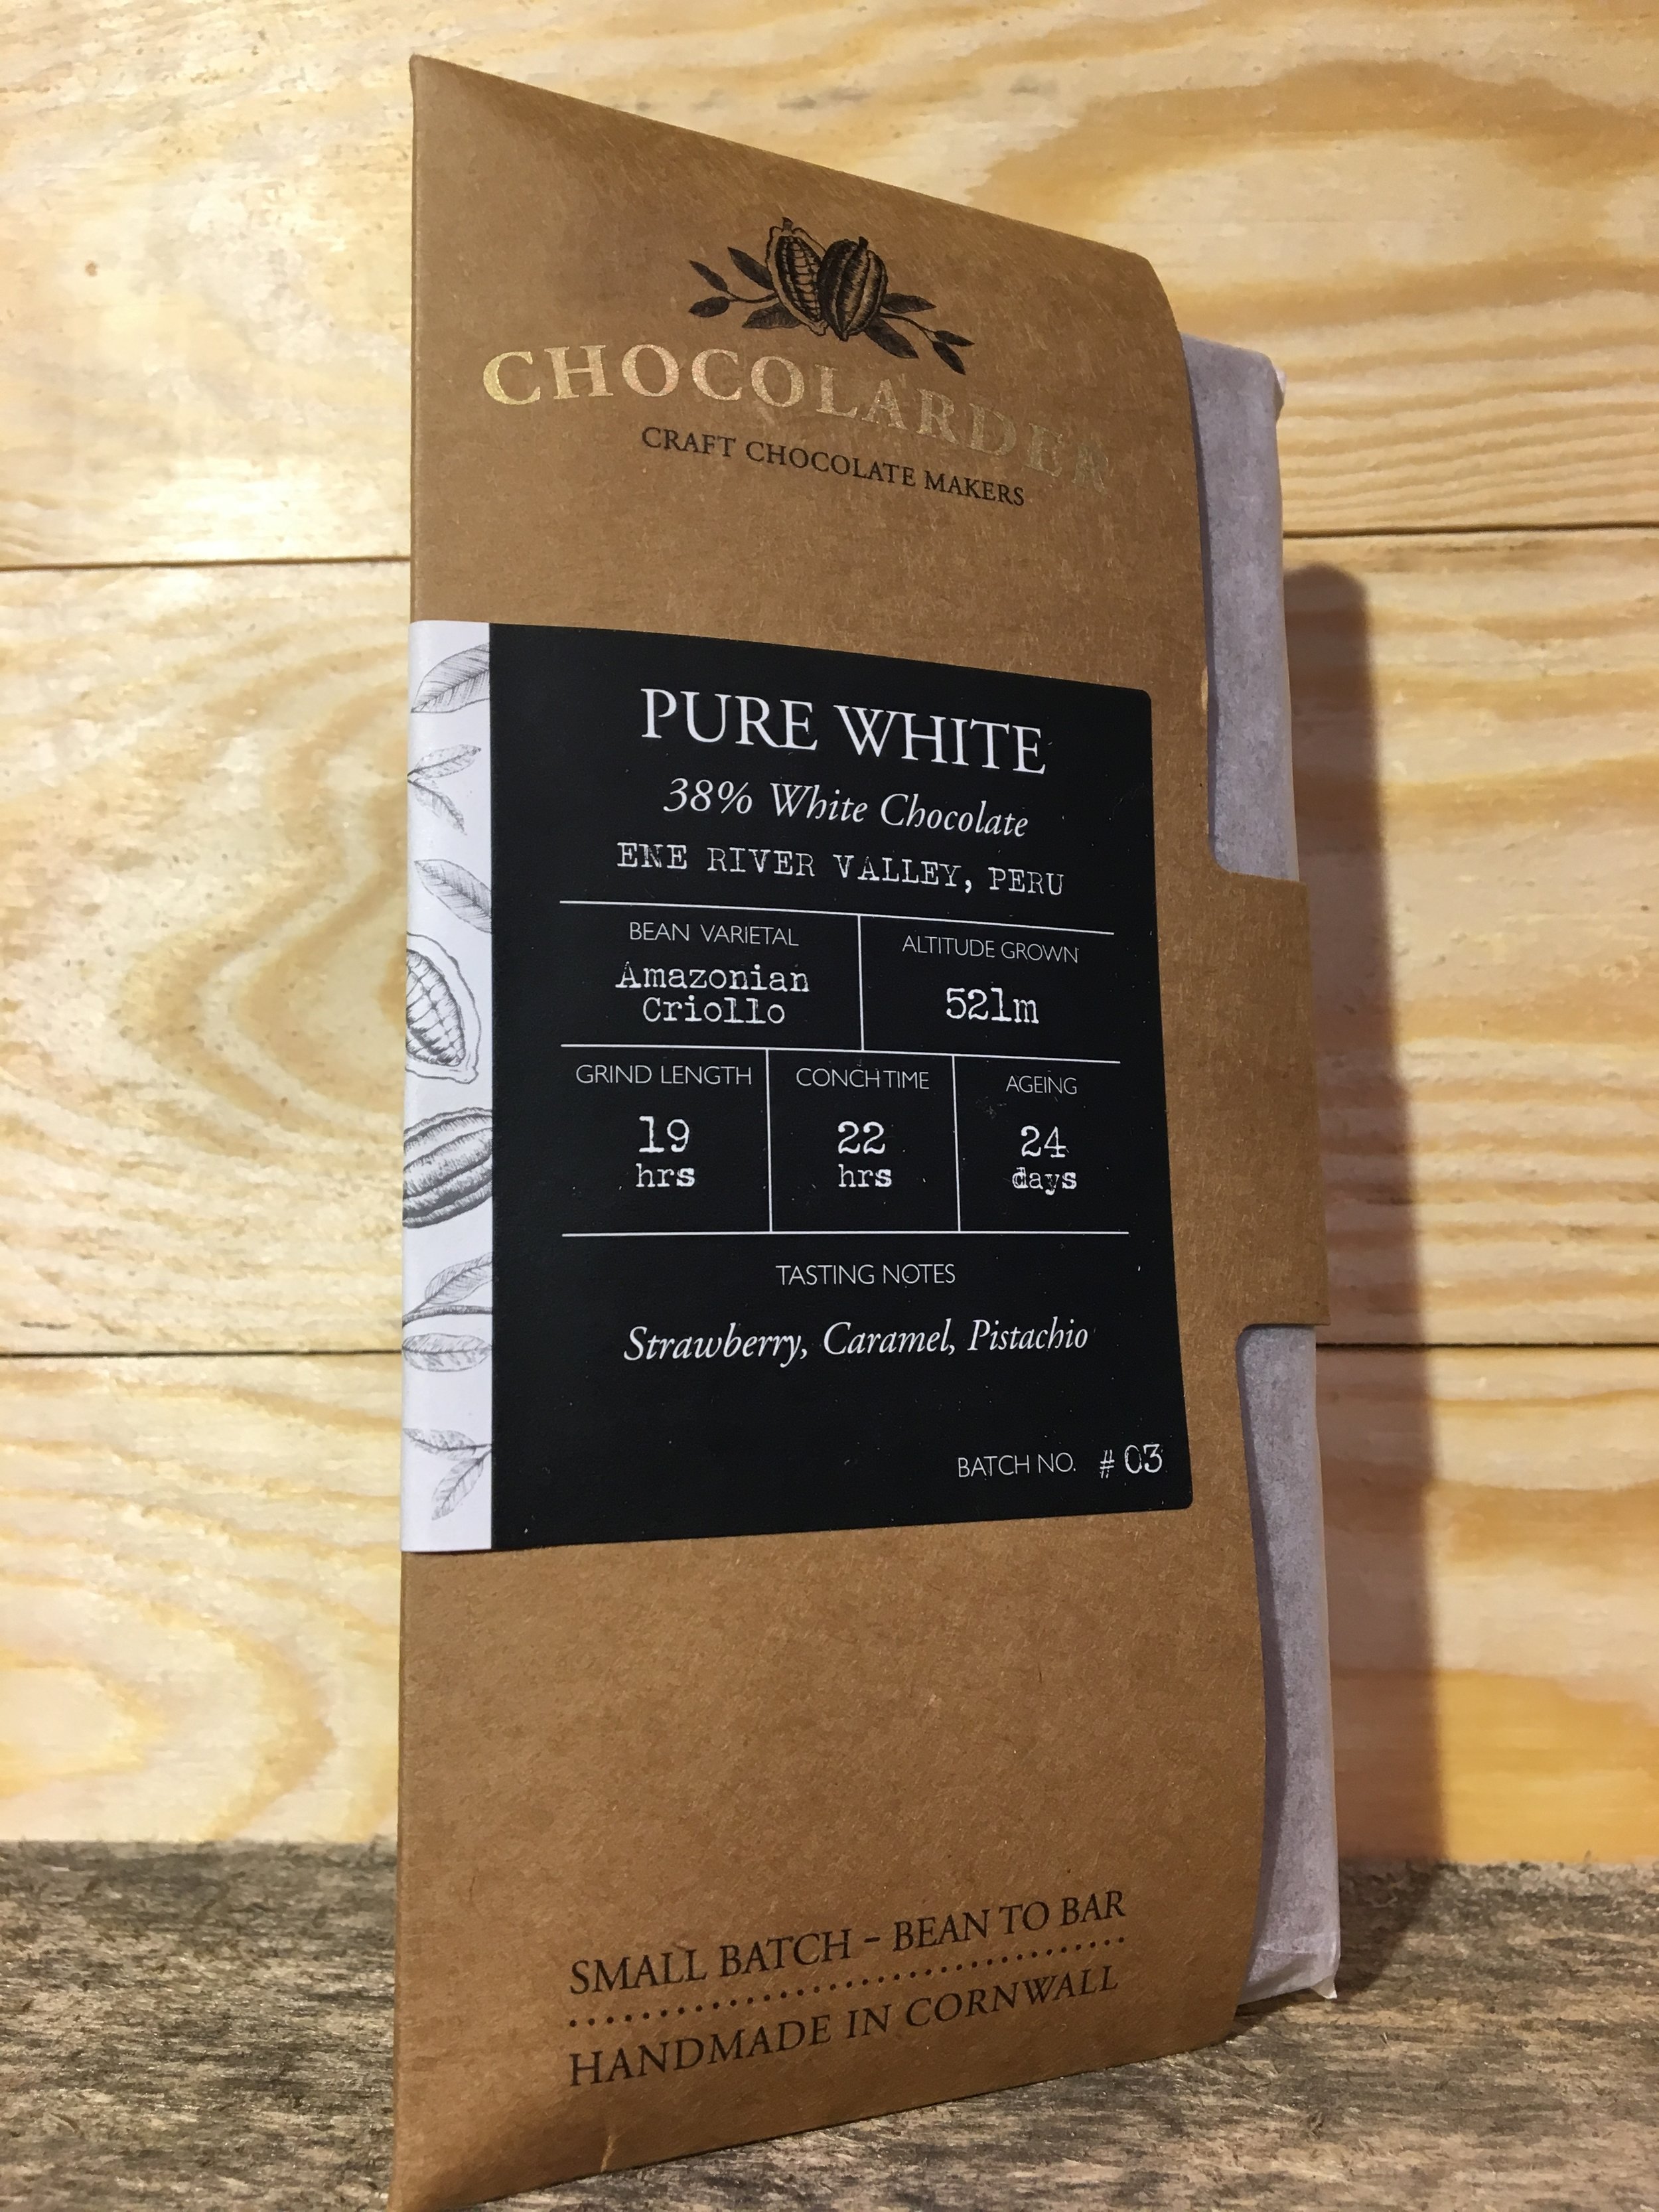 CHOCOLARDER
CRAFT CHOCOLATE MAKERS
PURE WHITE
38% White Chocolate
ENE RIVER VALLEY, PERU
BEAN VARIETAL
Amazonian
Criollo
ALTITUDE GROWN
521m
GRIND LENGTH
19
hrs
CONCH TIME
22
hrs
AGEING
24
days
TASTING NOTES
Strawberry, Caramel, Pistachio
BATCH NO. # 03
SMALL BATCH - BEAN TO BAR
HANDMADE IN CORNWALL